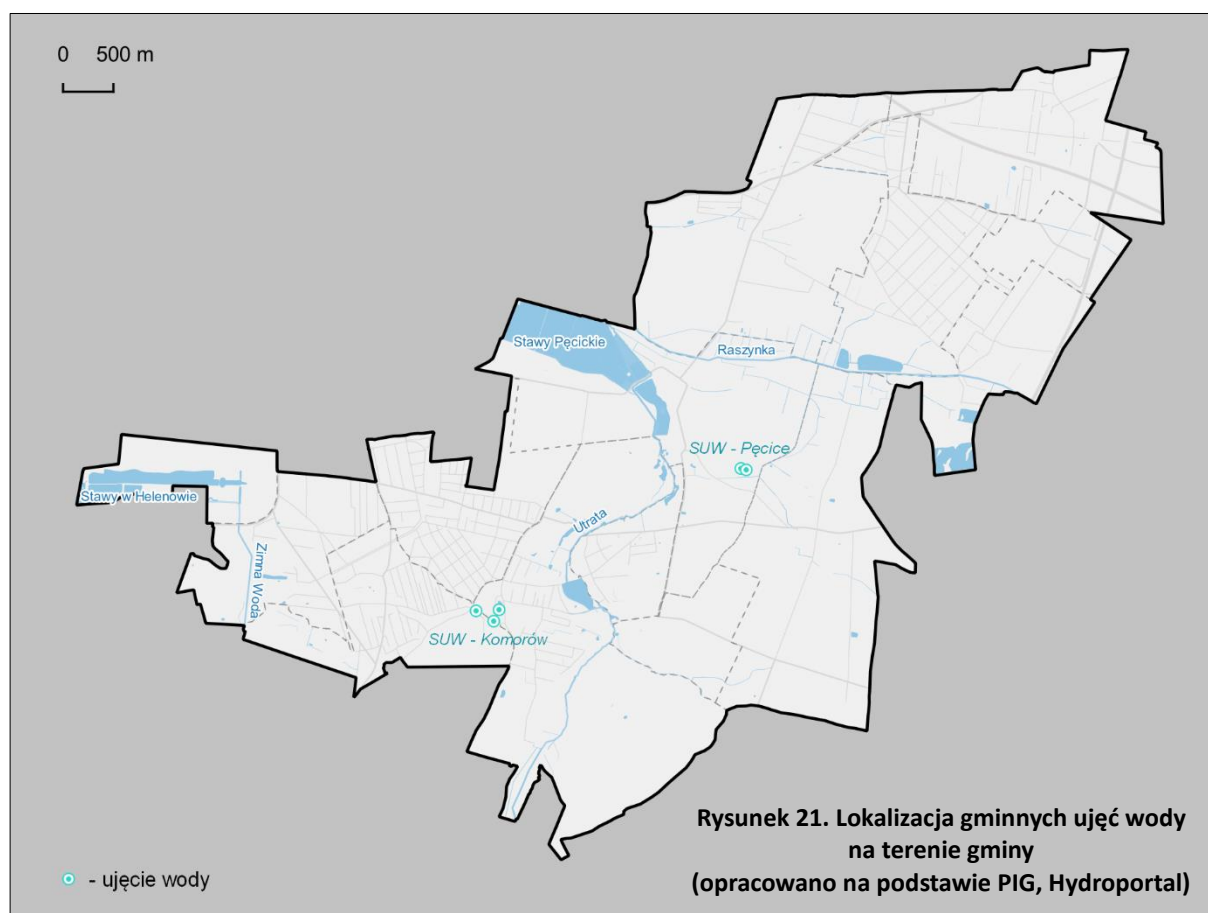 0 500 m
Stawy Pęcickie
Raszynka
SUW - Pęcice
Stawy w Helenowie
Utrata
Zimna Woda
SUW - Komorów
Rysunek 21. Lokalizacja gminnych ujęć wody
na terenie gminy
(opracowano na podstawie PIG, Hydroportal)
- ujęcie wody